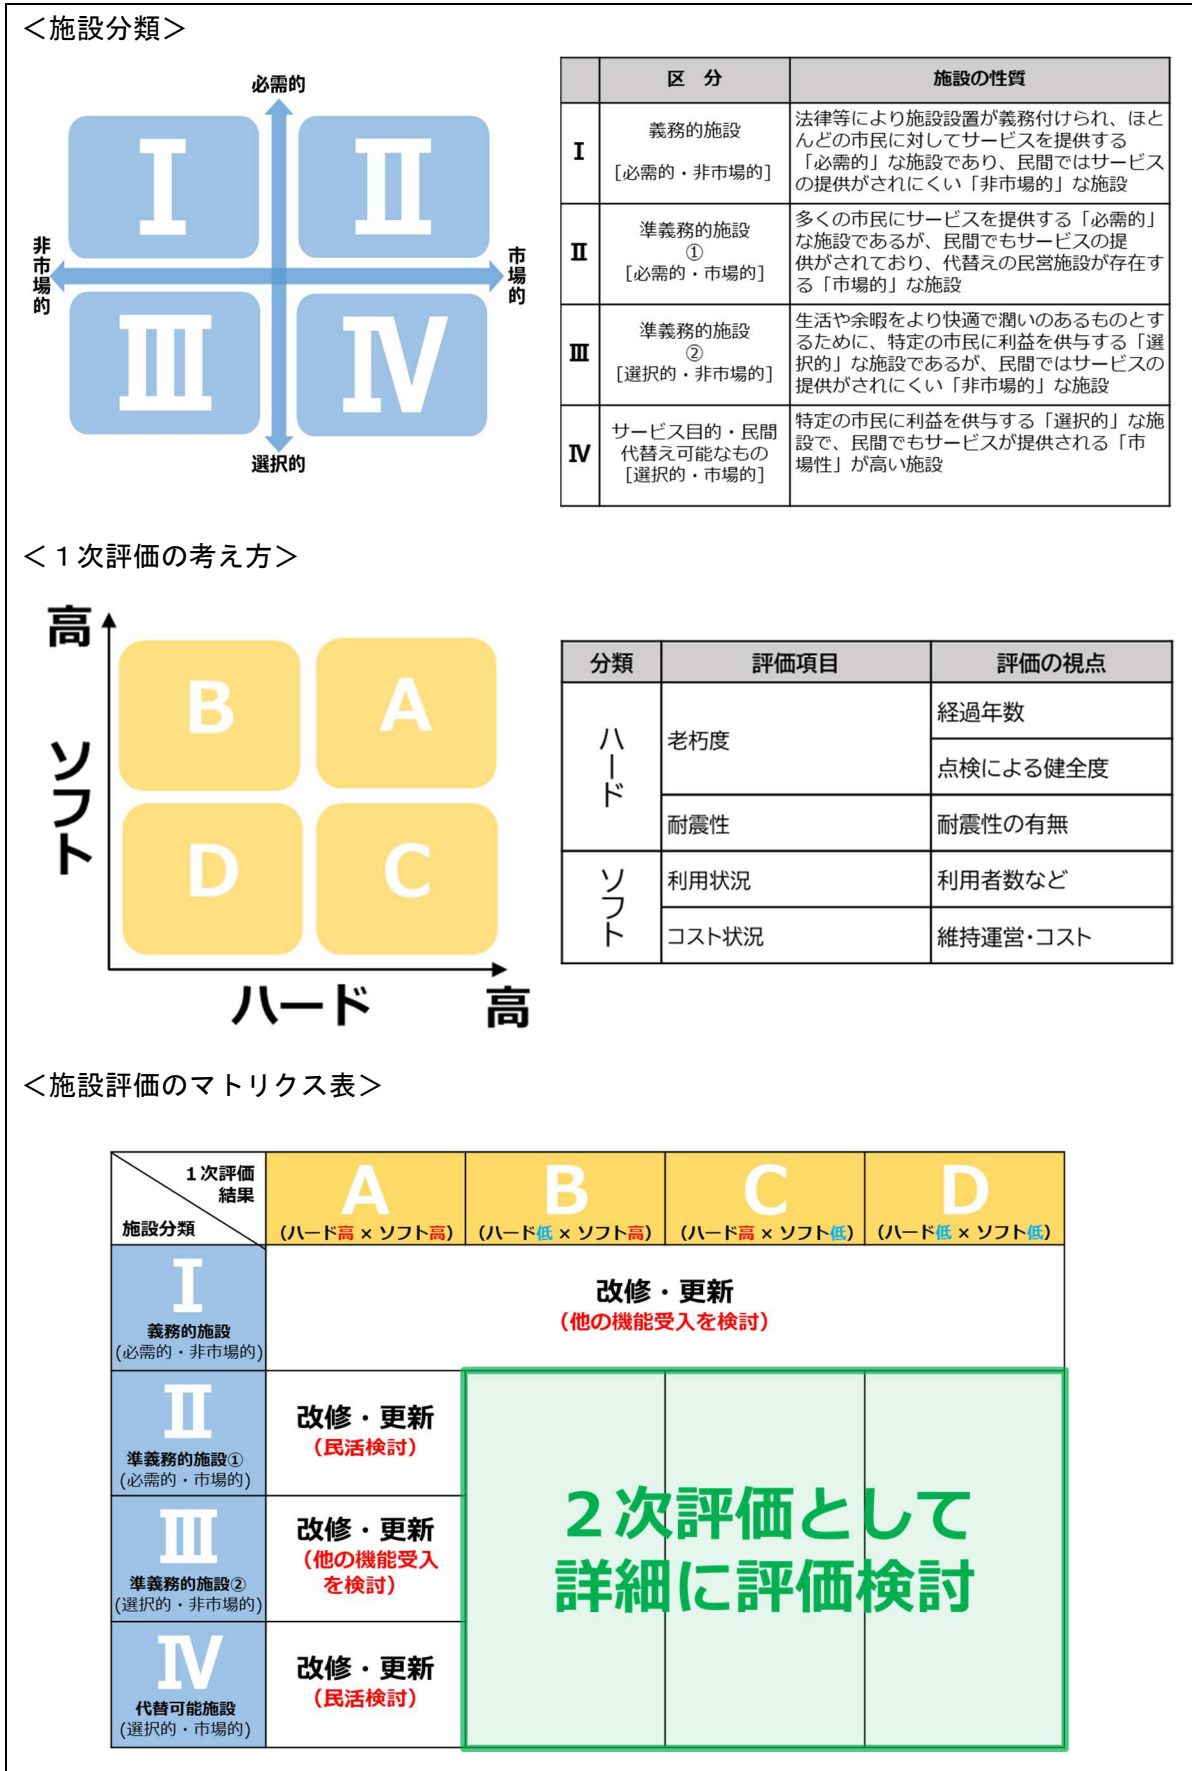 ＜施設分類＞
必需的
非市場的
市場的
選択的
Ⅰ
Ⅱ
Ⅲ
Ⅳ
区　分
施設の性質
Ⅰ
義務的施設
［必需的・非市場的］
法律等により施設設置が義務付けられ、ほと
んどの市民に対してサービスを提供する
「必需的」な施設であり、民間ではサービス
の提供がされにくい「非市場的」な施設
Ⅱ
準義務的施設
①
［必需的・市場的］
多くの市民にサービスを提供する「必需的」
な施設であるが、民間でもサービスの提
供がされており、代替えの民営施設が存在す
る「市場的」な施設
Ⅲ
準義務的施設
②
［選択的・非市場的］
生活や余暇をより快適で潤いのあるものとす
るために、特定の市民に利益を供与する「選
択的」な施設であるが、民間ではサービスの
提供がされにくい「非市場的」な施設
Ⅳ
サービス目的・民間
代替え可能なもの
［選択的・市場的］
特定の市民に利益を供与する「選択的」な施
設で、民間でもサービスが提供される「市
場性」が高い施設
＜１次評価の考え方＞
高
ソフト
B
A
D
C
ハード
高
分類
評価項目
評価の視点
ハード
老朽度
経過年数
点検による健全度
耐震性
耐震性の有無
ソフト
利用状況
利用者数など
コスト状況
維持運営・コスト
＜施設評価のマトリクス表＞
１次評価
結果
施設分類
A
(ハード高 × ソフト高)
B
(ハード低 × ソフト高)
C
(ハード高 × ソフト低)
D
(ハード低 × ソフト低)
Ⅰ
義務的施設
(必需的・非市場的)
改修・更新
（他の機能受入を検討）
Ⅱ
準義務的施設①
(必需的・市場的)
改修・更新
（民活検討）
Ⅲ
準義務的施設②
(選択的・非市場的)
改修・更新
（他の機能受入
を検討）
Ⅳ
代替可能施設
(選択的・市場的)
改修・更新
（民活検討）
２次評価として
詳細に評価検討